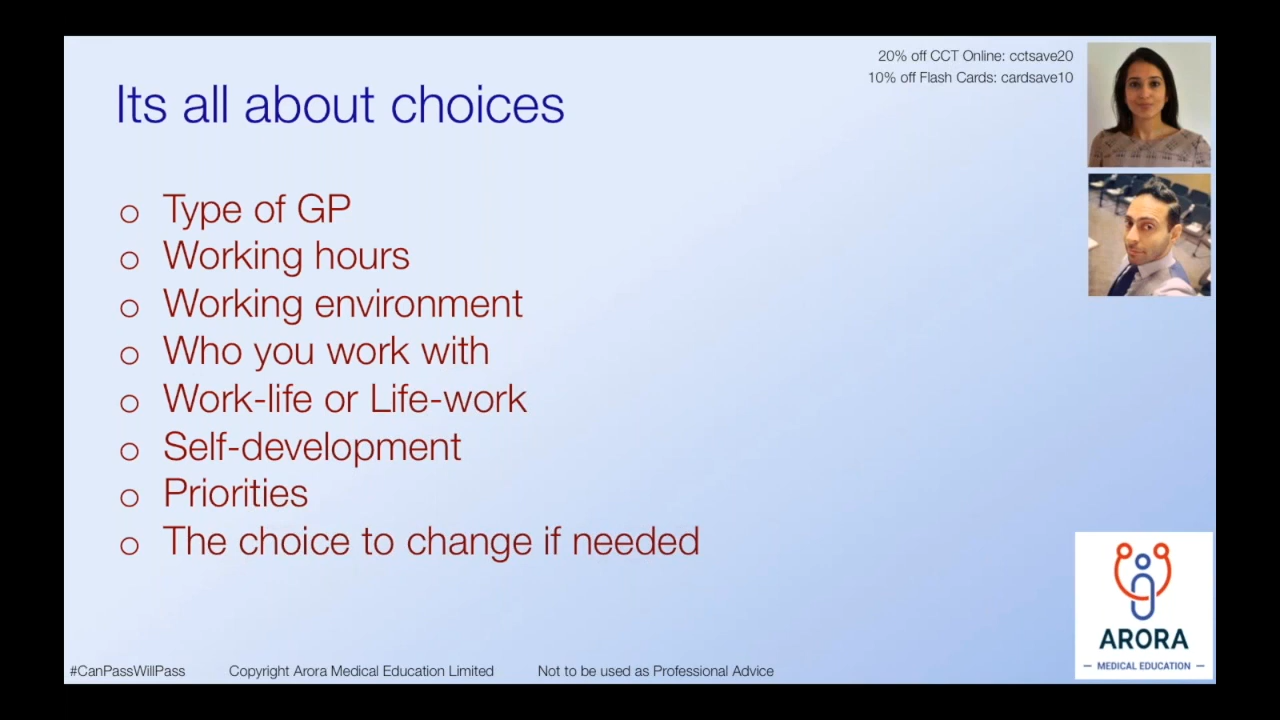 20% off CCT Online: cctsave20
10% off Flash Cards: cardsave10
Its all about choices
o Type of GP
o Working hours
o Working environment
o Who you work with
o Work-life or Life-work
o Self-development
o Priorities
o The choice to change if needed
ARORA
— MEDICAL EDUCATION —
#CanPassWillPass Copyright Arora Medical Education Limited Not to be used as Professional Advice